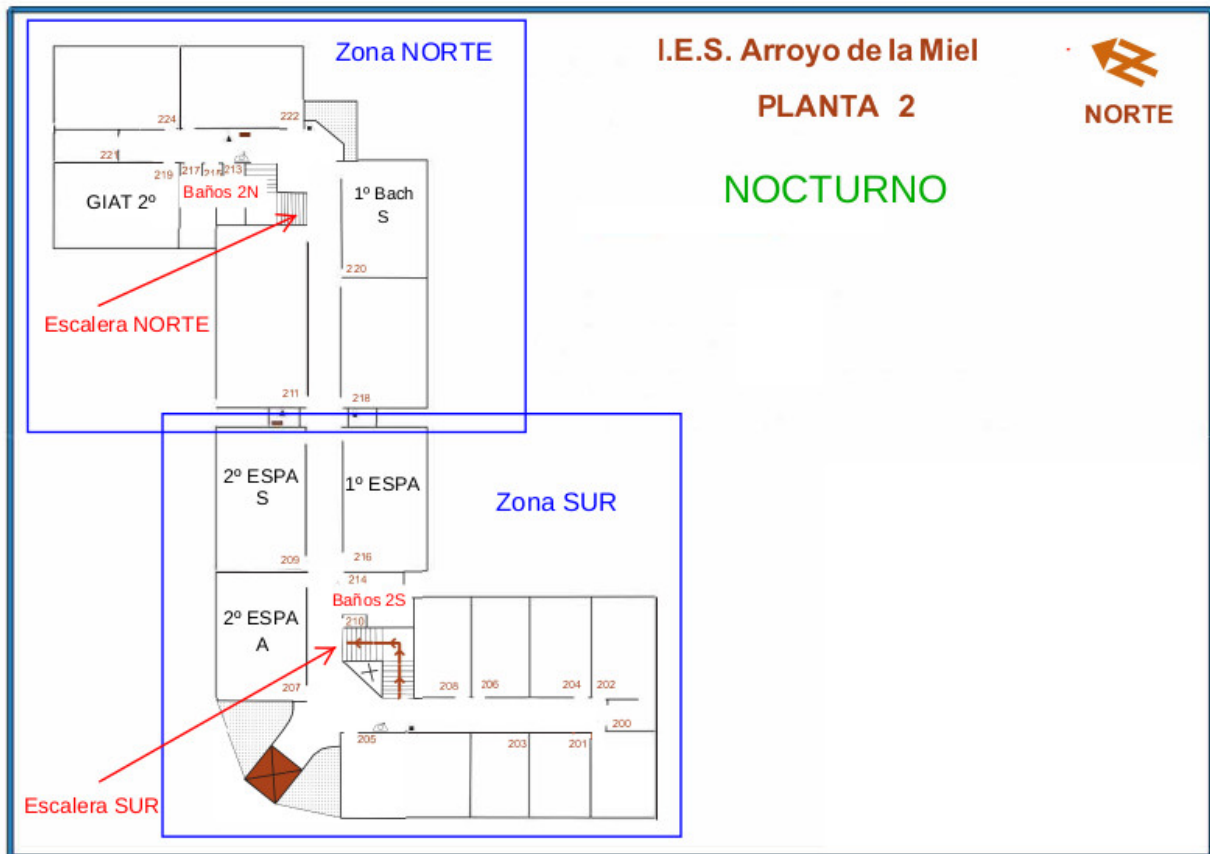 Zona NORTE
I.E.S. Arroyo de la Miel
PLANTA 2
NORTE
NOCTURNO
224
222
221
219
217
213
GIAT 2º
Baños 2N
1º Bach
S
220
Escalera NORTE
211
218
2º ESPA
S
1º ESPA
Zona SUR
209
216
214
Baños 2S
210
2º ESPA
A
207
208
206
204
202
200
205
203
201
Escalera SUR